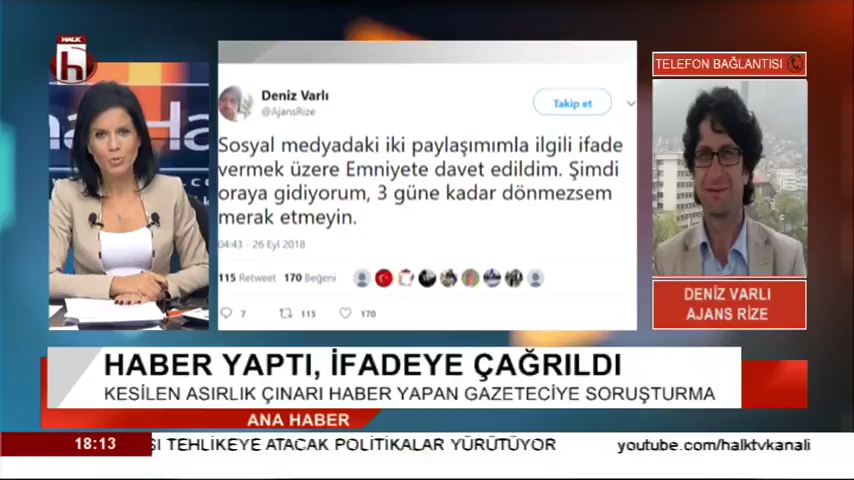 HALK
h
TELEFON BAĞLANTISI
Deniz Varlı
@AjansRize
Takip et
Sosyal medyadaki iki paylaşımımla ilgili ifade
vermek üzere Emniyete davet edildim. Şimdi
oraya gidiyorum, 3 güne kadar dönmezsem
merak etmeyin.
04:43 - 26 Eyl 2018
115 Retweet 170 Beğeni
7 115 170
DENİZ VARLI
AJANS RİZE
HABER YAPTI, İFADEYE ÇAĞRILDI
KESİLEN ASIRLIK ÇINARI HABER YAPAN GAZETECİYE SORUŞTURMA
ANA HABER
18:13 SI TEHLİKEYE ATACAK POLİTİKALAR YÜRÜTÜYOR youtube.com/halktvkanali